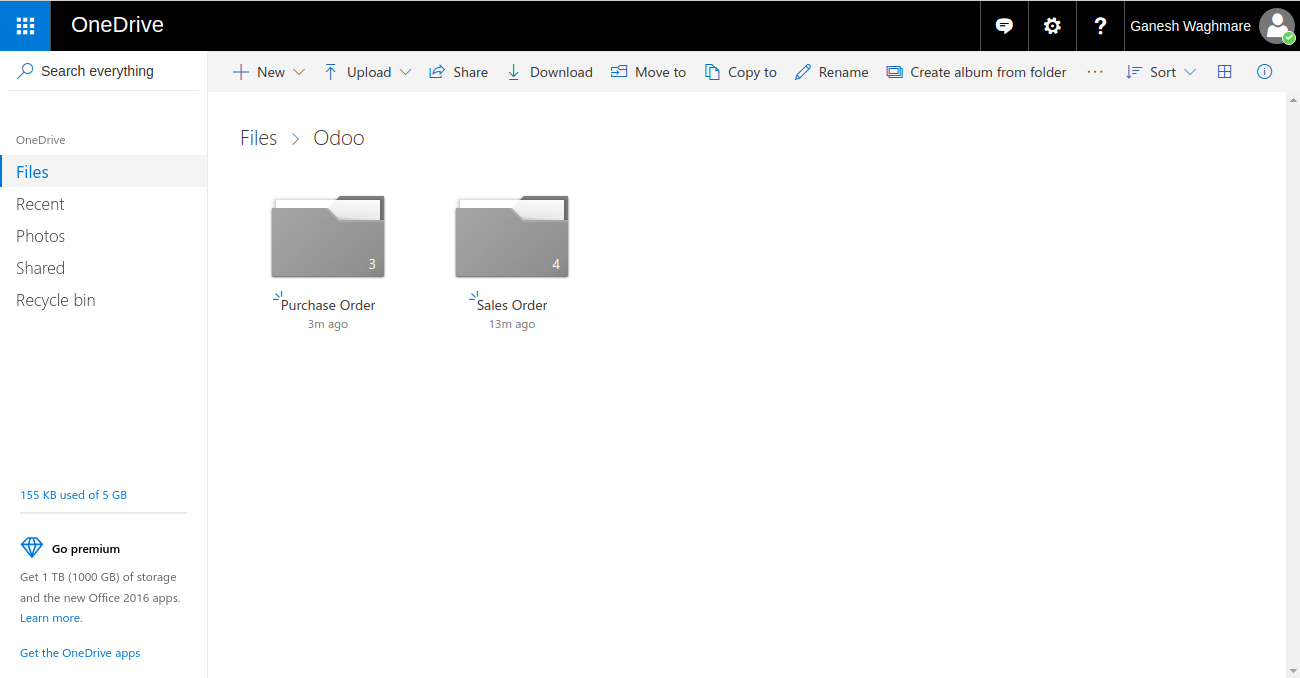 OneDrive
? Ganesh Waghmare
Search everything
New Upload Share Download Move to Copy to Rename Create album from folder ... Sort
OneDrive
Files
Recent
Photos
Shared
Recycle bin
Files > Odoo
3
Purchase Order
3m ago
4
Sales Order
13m ago
155 KB used of 5 GB
Go premium
Get 1 TB (1000 GB) of storage
and the new Office 2016 apps.
Learn more.
Get the OneDrive apps